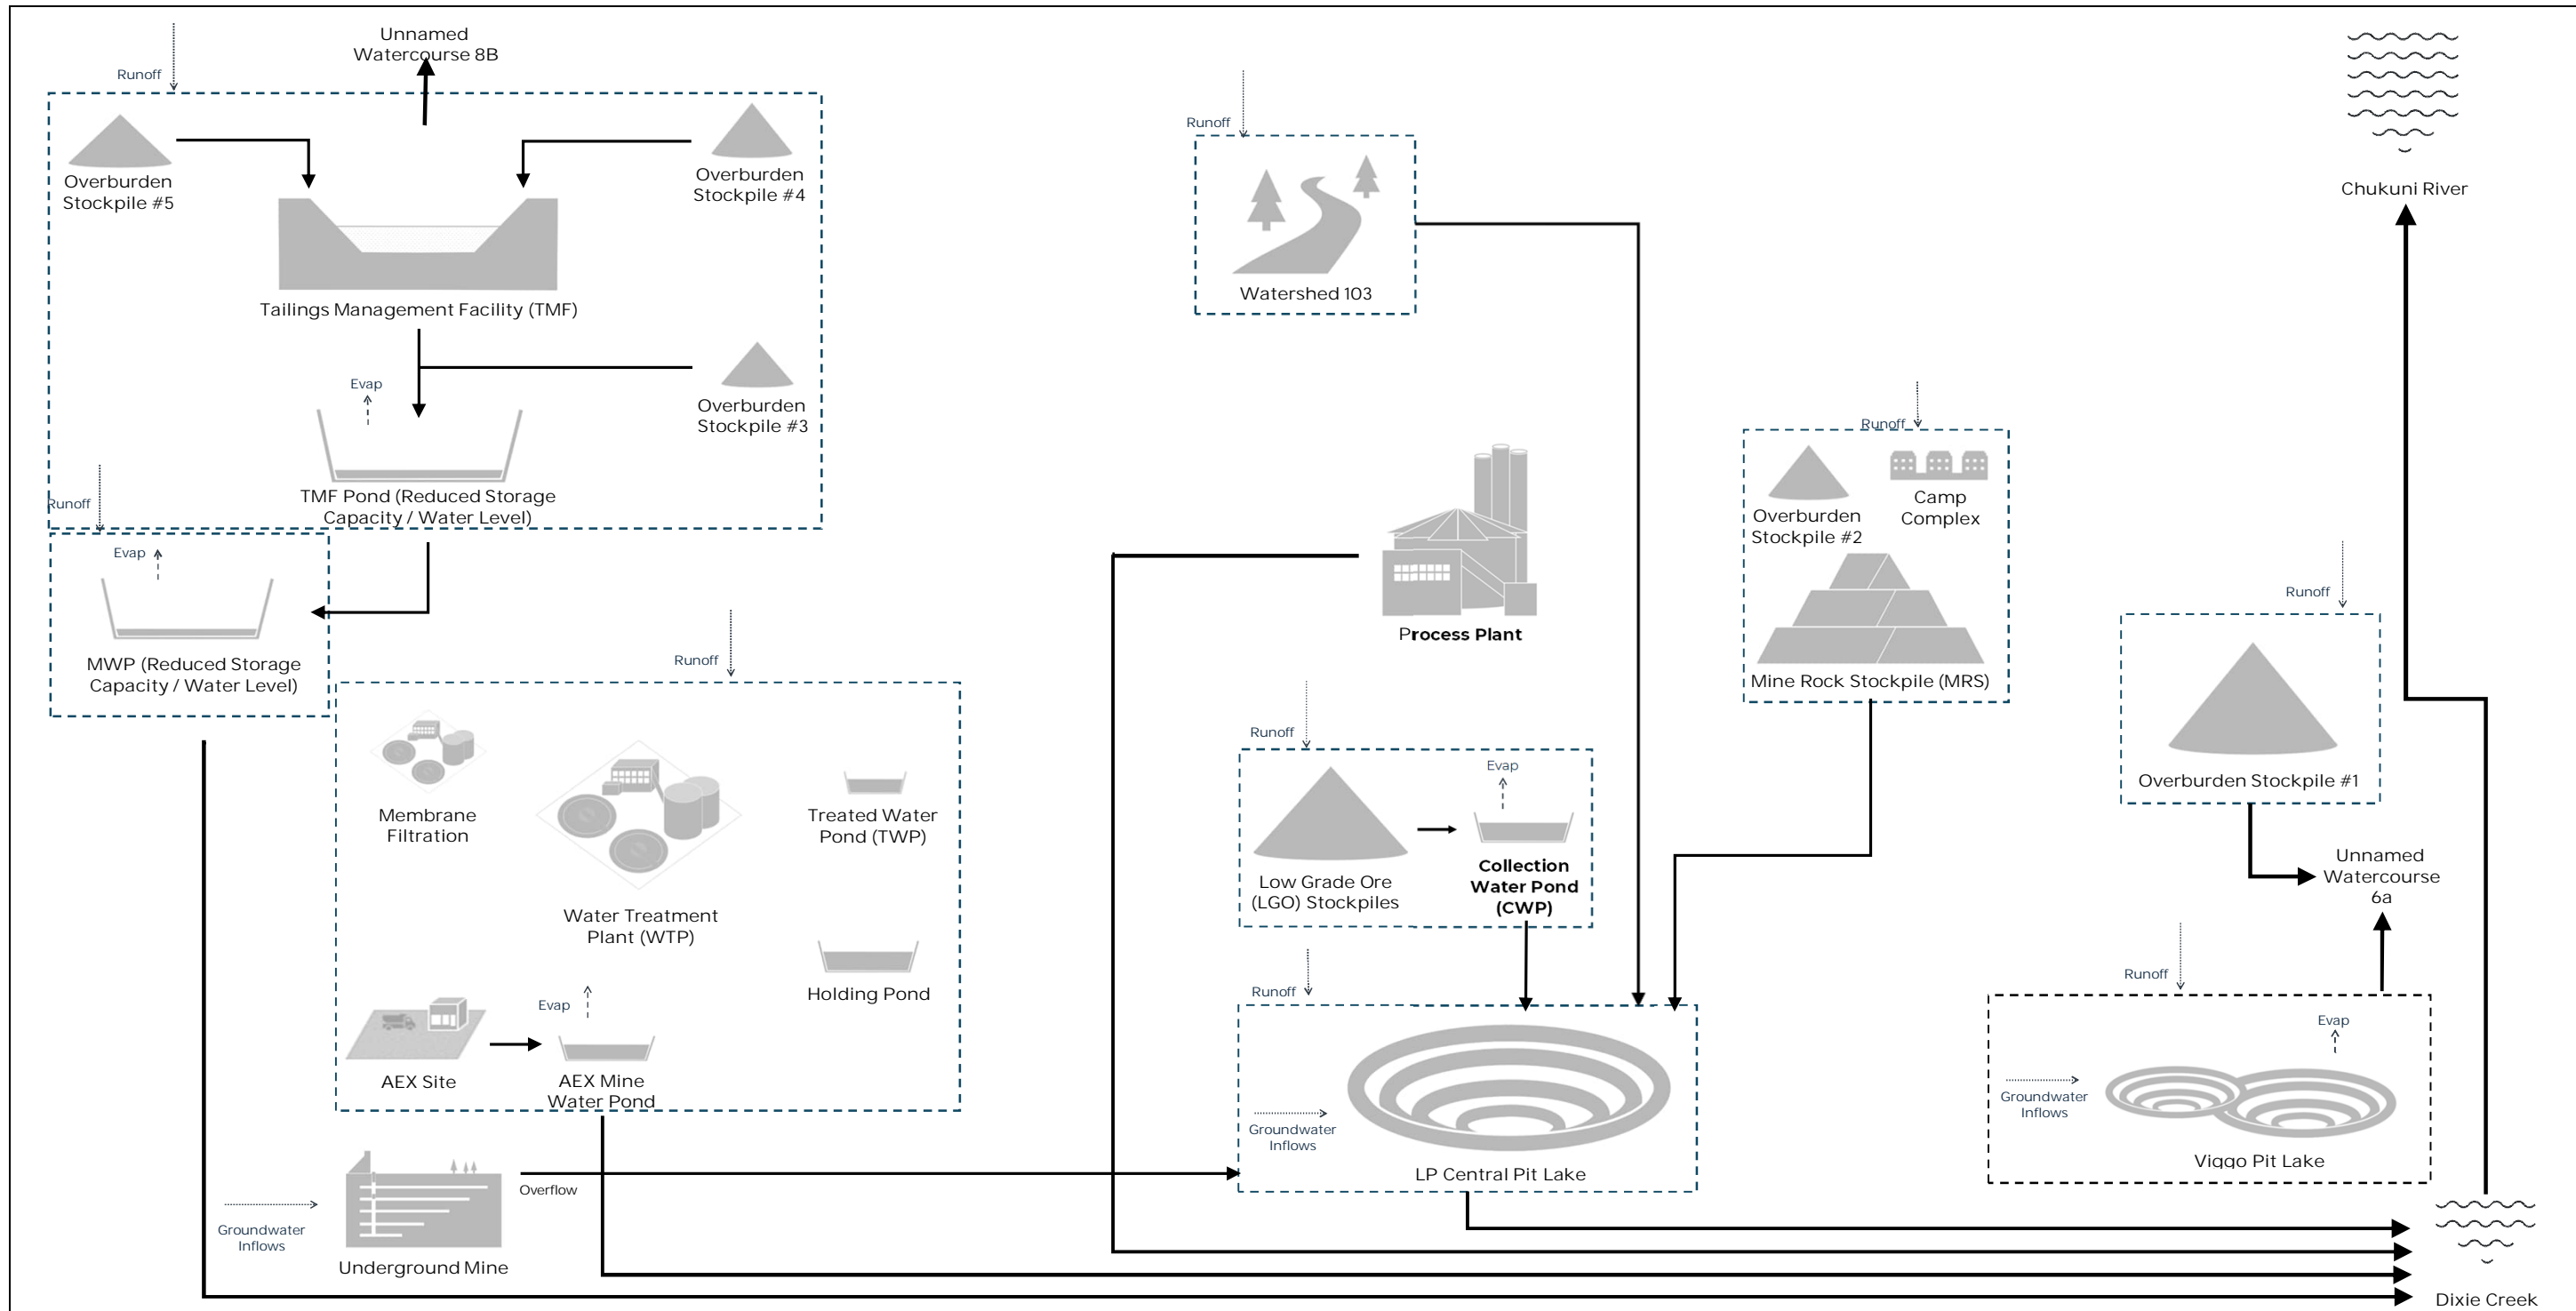 Unnamed
Watercourse 8B
Runoff
Overburden
Stockpile #5
Overburden
Stockpile #4
Tailings Management Facility (TMF)
Evap
Overburden
Stockpile #3
TMF Pond (Reduced Storage
Capacity / Water Level)
Runoff
Evap
MWP (Reduced Storage
Capacity / Water Level)
Runoff
Membrane
Filtration
Water Treatment
Plant (WTP)
Treated Water
Pond (TWP)
Holding Pond
Evap
AEX Site
AEX Mine
Water Pond
Groundwater
Inflows
Underground Mine
Overflow
Runoff
Watershed 103
Process Plant
Runoff
Low Grade Ore
(LGO) Stockpiles
Evap
Collection
Water Pond
(CWP)
Runoff
Groundwater
Inflows
LP Central Pit Lake
Runoff
Overburden
Stockpile #2
Camp
Complex
Mine Rock Stockpile (MRS)
Chukuni River
Runoff
Overburden Stockpile #1
Unnamed
Watercourse
6a
Runoff
Evap
Groundwater
Inflows
Viggo Pit Lake
Dixie Creek